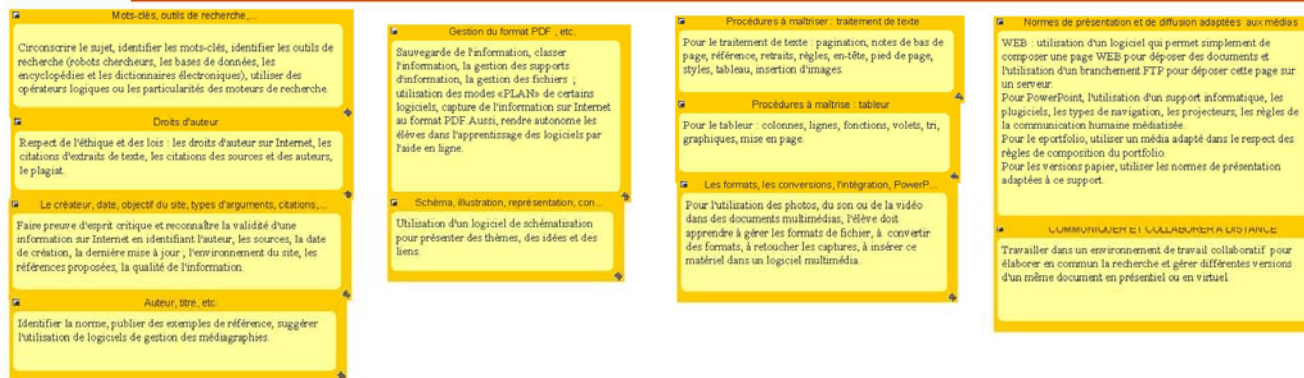 Mots-clés, outils de recherche,...
Circonscrire le sujet, identifier les mots-clés, identifier les outils de
recherche (robots chercheurs, les bases de données, les
encyclopédies et les dictionnaires électroniques), utiliser des
opérateurs logiques ou les particularités des moteurs de recherche.
Droits d'auteur
Respect de l'éthique et des lois : les droits d'auteur sur Internet, les
citations d'extraits de texte, les citations des sources et des auteurs,
le plagiat.
Le créateur, date, objectif du site, types d'arguments, citations,...
Faire preuve d'esprit critique et reconnaître la validité d'une
information sur Internet en identifiant l'auteur, les sources, la date
de création, la dernière mise à jour ; l'environement du site, les
références proposées, la qualité de l'information.
Auteur, titre, etc.
Identifier la norme, publier des exemples de référence, suggérer
l'utilisation de logiciels de gestion des médiagraphies.
Gestion du format PDF , etc.
Sauvegarde de l'information, classer
l'information, la gestion des supports
d'information, la gestion des fichiers ;
utilisation des modes «PLAN» de certains
logiciels, capture de l'information sur Internet
au format PDF. Aussi, rendre autonome les
élèves dans l'apprentissage des logiciels par
l'aide en ligne.
Schéma, illustration, représentation, con...
Utilisation d'un logiciel de schématisation
pour présenter des thèmes, des idées et des
liens.
Procédures à maîtriser : traitement de texte
Pour le traitement de texte : pagination, notes de bas de
page, référence, retraits, règles, en-tête, pied de page,
styles, tableau, insertion d'images.
Procédures à maîtrise : tableur
Pour le tableur : colonnes, lignes, fonctions, volets, tri,
graphiques, mise en page.
Les formats, les conversions, l'intégration, PowerP...
Pour l'utilisation des photos, du son ou de la vidéo
dans des documents multimédias, l'élève doit
apprendre à gérer les formats de fichier, à convertir
des formats, à retoucher les captures, à insérer ce
matériel dans un logiciel multimédia.
Normes de présentation et de diffusion adaptées aux médias
WEB : utilisation d'un logiciel qui permet simplement de
composer une page WEB pour déposer des documents et
l'utilisation d'un branchement FTP pour déposer cette page sur
un serveur.
Pour PowerPoint, l'utilisation d'un support informatique, les
plugiciels, les types de navigation, les projecteurs, les règles de
la communication humaine médiatisée.
Pour le eportfolio, utiliser un média adapté dans le respect des
règles de composition du portfolio.
Pour les versions papier, utiliser les normes de présentation
adaptées à ce support.
COMMUNIQUER ET COLLABORER A DISTANCE
Travailler dans un environement de travail collaboratif pour
élaborer en commun la recherche et gérer différentes versions
d'un même document en présentiel ou en virtuel.